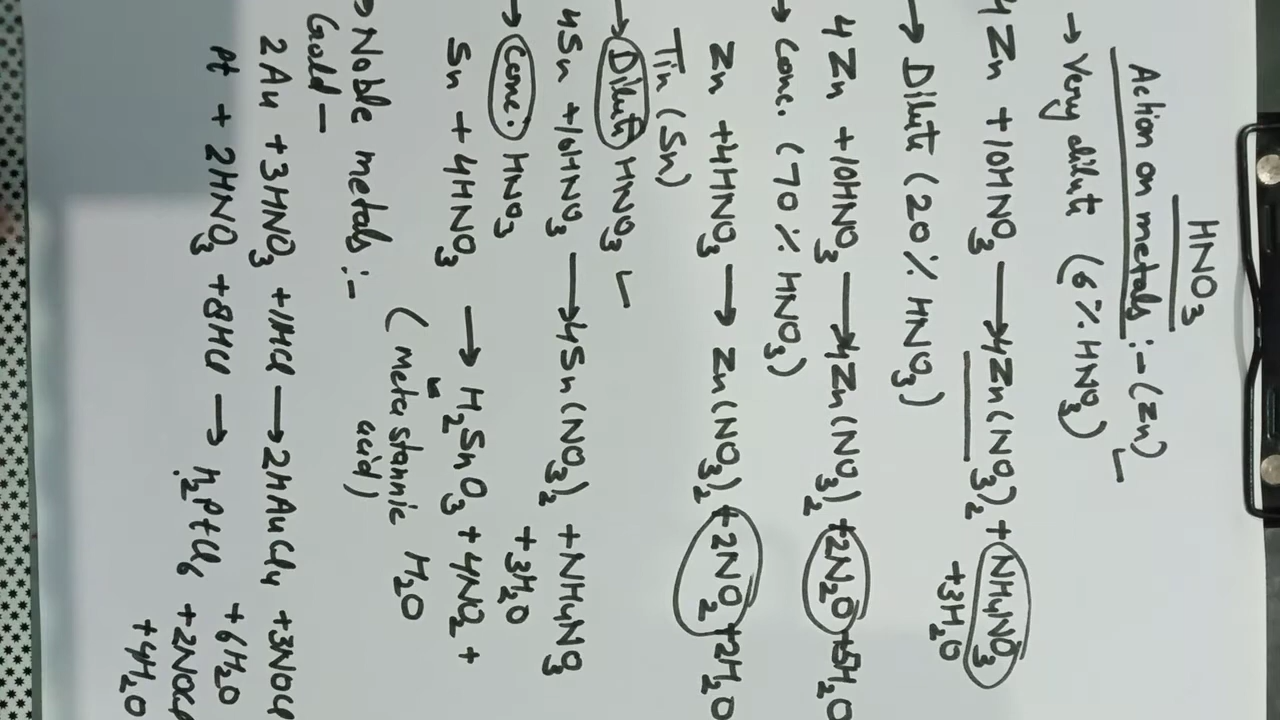 HNO3
Action on metals :- (Zn)
→ Very dilut (6% HNO3)
4Zn + 10HNO3 → 4Zn(NO3)2 + NH4NO3
+3H2O
→ Dilut (20% HNO3)
4Zn + 10HNO3 → 4Zn(NO3)2 + 2N2O + 5H2O
→ Conc. (70% HNO3)
Zn + 4HNO3 → Zn(NO3)2 + 2NO2 + 2H2O
Tin (Sn)
→ Dilut HNO3
4Sn + 10HNO3 → 4Sn(NO3)2 + NH4NO3
+3H2O
→ Conc. HNO3
Sn + 4HNO3 → H2SnO3 + 4NO2 +
(Meta stannic H2O
acid)
Noble metals :-
Gold -
2Au + 3HNO3 + 11HCl → 2HAuCl4 + 3NOCl
+ 6H2O
Pt + 2HNO3 + 8HCl → H2PtCl6 + 2NOCl
+ 4H2O